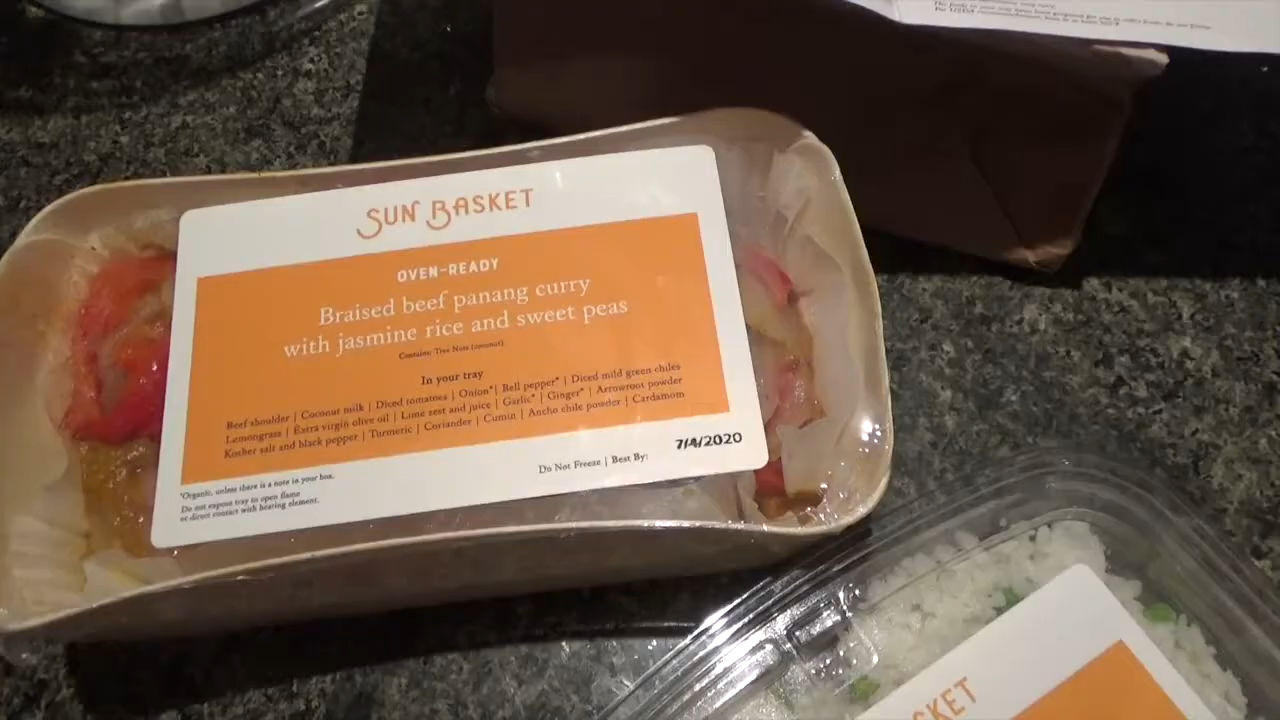 SUN BASKET
OVEN-READY
Braised beef panang curry
with jasmine rice and sweet peas
Contains: Tree Nuts (coconut)
In your tray
Beef shoulder | Coconut milk | Diced tomatoes | Onion* | Bell pepper* | Diced mild green chiles
Lemongrass | Extra virgin olive oil | Lime zest and juice | Garlic* | Ginger* | Arrowroot powder
Kosher salt and black pepper | Turmeric | Coriander | Cumin | Ancho chile powder | Cardamom
Do Not Freeze | Best By: 7/4/2020
*Organic, unless there is a note in your box.
Do not expose tray to open flame
or direct contact with heating element.
SKET